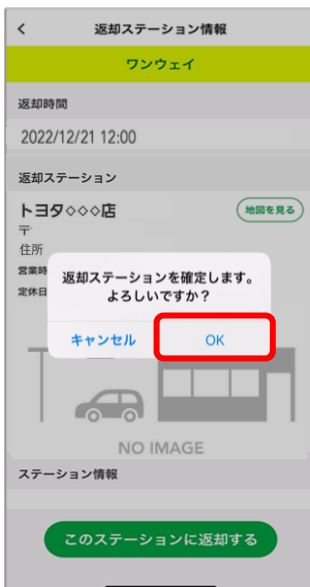 < 返却ステーション情報
ワンウェイ
返却時間
2022/12/21 12:00
返却ステーション
トヨタ◇◇◇店
地図を見る
〒
住所
営業時
定休日
返却ステーションを確定します。
よろしいですか？
キャンセル OK
NO IMAGE
ステーション情報
このステーションに返却する